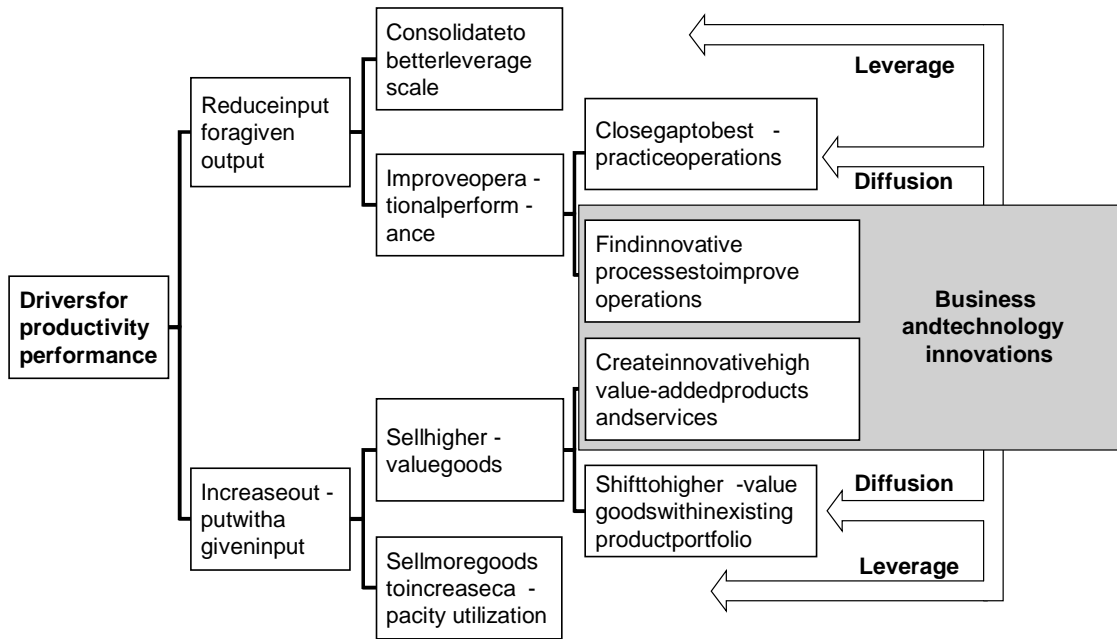 Consolidateto
betterleverage
scale
Leverage
Reduceinput
foragiven
output
Closegaptobest -
practiceoperations
Improveopera -
tionalperform -
ance
Diffusion
Findinnovative
processestoimprove
operations
Driversfor
productivity
performance
Business
andtechnology
innovations
Createinnovativehigh
value-addedproducts
andservices
Sellhigher -
valuegoods
Increaseout -
putwitha
giveninput
Shifttohigher -value
goodswithinexisting
productportfolio
Diffusion
Sellmoregoods
toincreaseca -
pacity utilization
Leverage